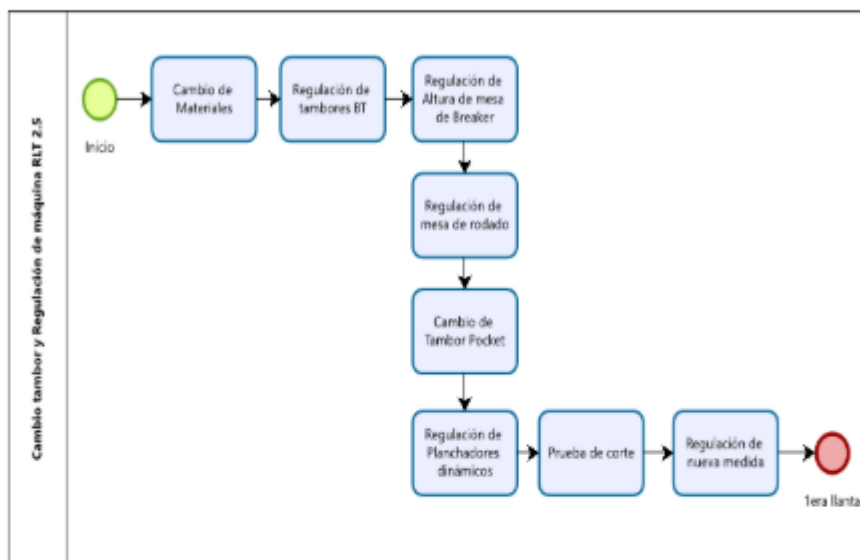 Cambio tambor y Regulación de máquina RLT 2.5
Inicio
Cambio de
Materiales
Regulación de
tambores BT
Regulación de
Altura de mesa
de Breaker
Regulación de
mesa de rodado
Cambio de
Tambor Pocket
Regulación de
Planchadores
dinámicos
Prueba de corte
Regulación de
nueva medida
1era llanta